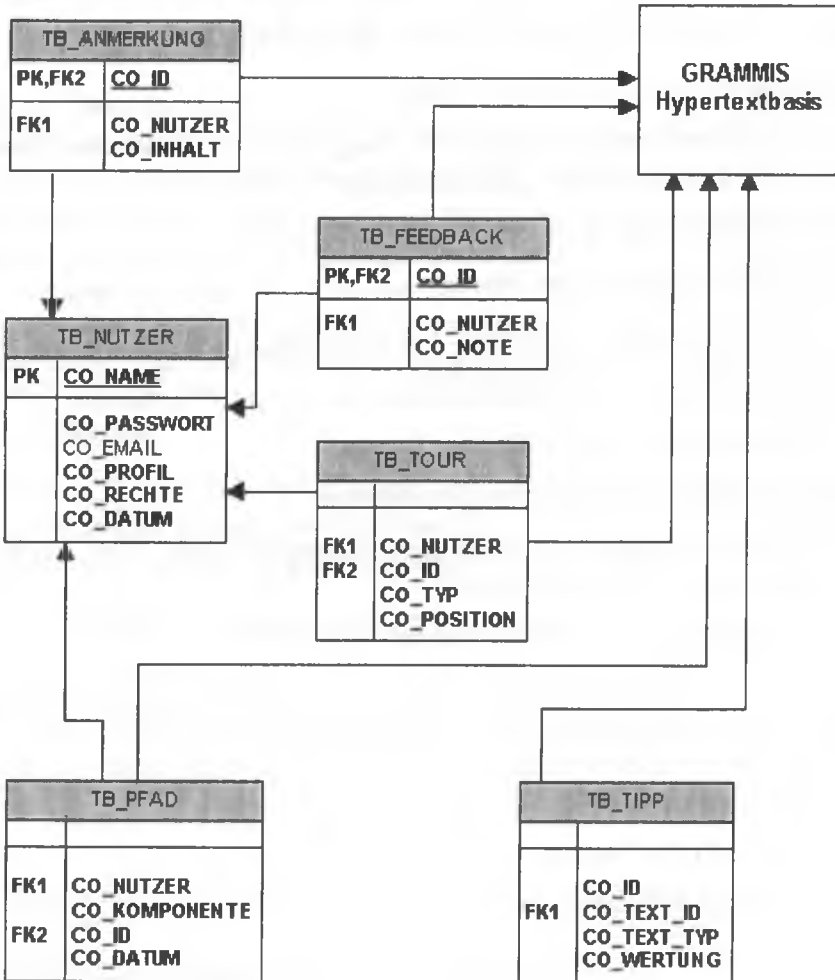 TB_ANMERKUNG
PK,FK2 CO_ID
FK1 CO_NUTZER
CO_INHALT
GRAMMIS
Hypertextbasis
TB_FEEDBACK
PK,FK2 CO_ID
FK1 CO_NUTZER
CO_NOTE
TB_NUTZER
PK CO_NAME
CO_PASSWORT
CO_EMAIL
CO_PROFIL
CO_RECHTE
CO_DATUM
TB_TOUR
FK1 CO_NUTZER
FK2 CO_ID
CO_TYP
CO_POSITION
TB_PFAD
FK1 CO_NUTZER
CO_KOMPONENTE
FK2 CO_ID
CO_DATUM
TB_TIPP
CO_ID
FK1 CO_TEXT_ID
CO_TEXT_TYP
CO_WERTUNG